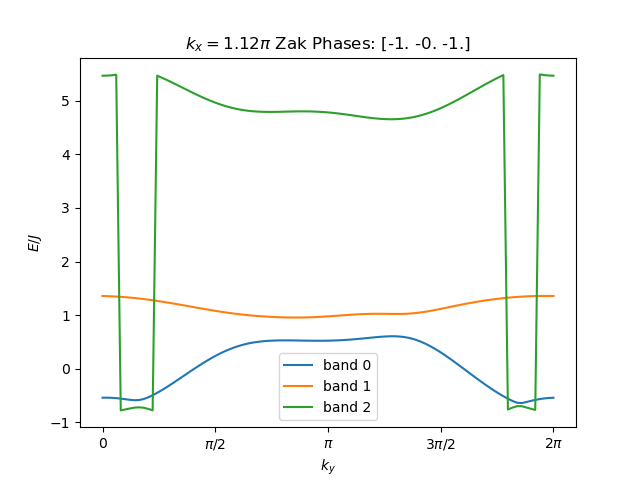 $k_x = 1.12\pi$ Zak Phases: [-1. -0. -1.]
E/J
5
4
3
2
1
0
−1
band 0
band 1
band 2
0
π/2
π
3π/2
2π
$k_y$